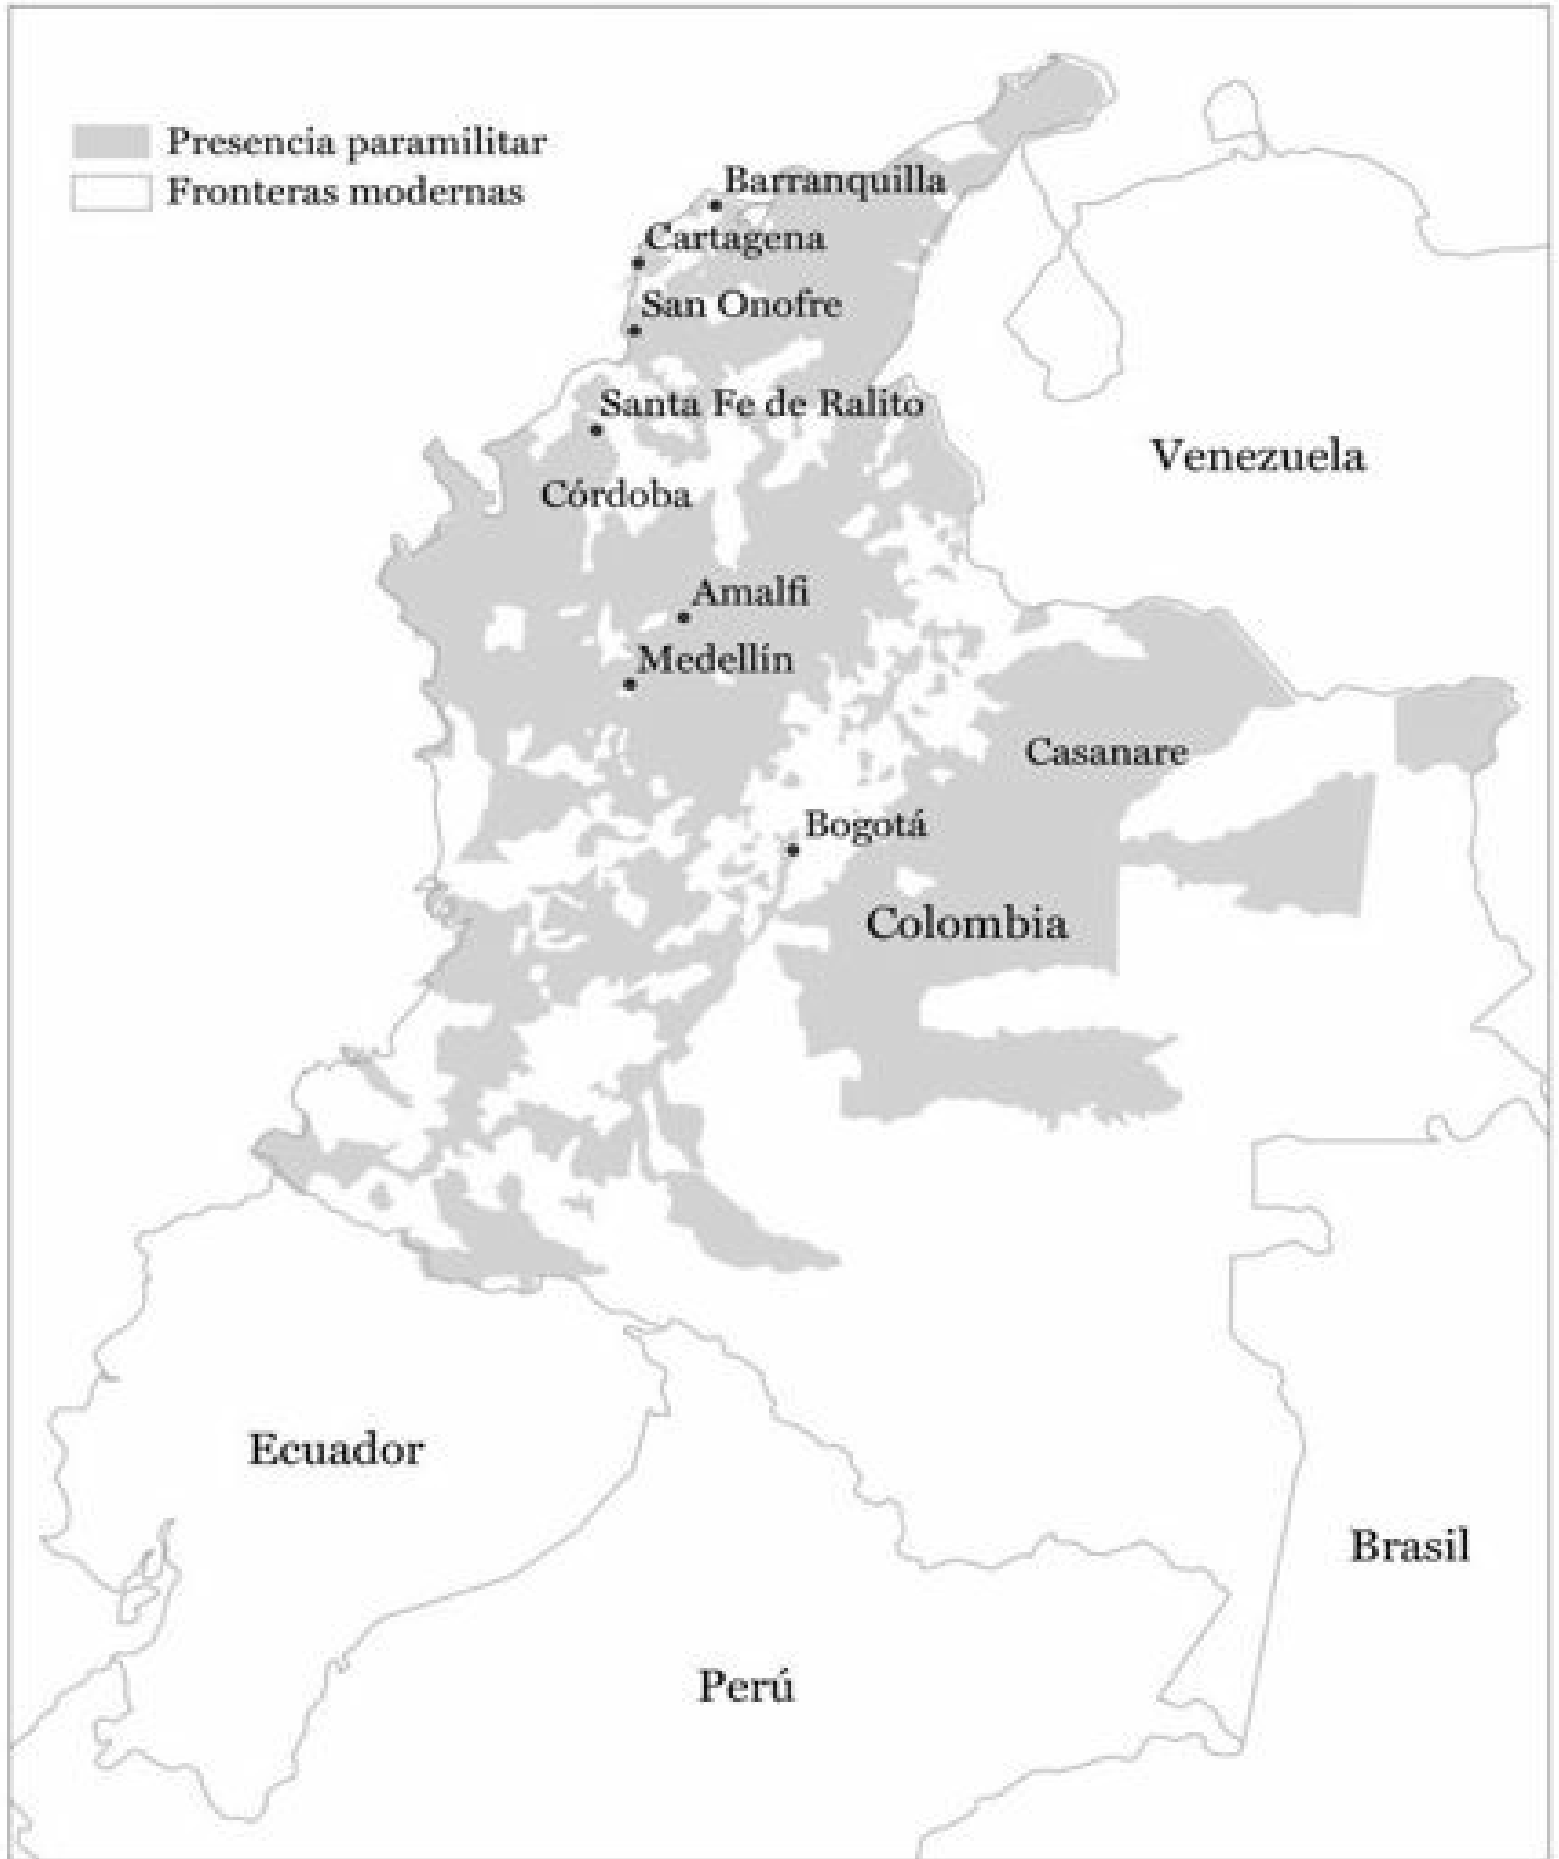 Presencia paramilitar
Fronteras modernas
Barranquilla
Cartagena
San Onofre
Santa Fe de Ralito
Venezuela
Córdoba
Amalfi
Medellín
Casanare
Bogotá
Colombia
Ecuador
Brasil
Perú